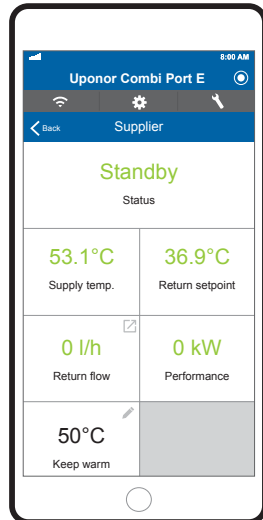 8:00 AM
Uponor Combi Port E
Back
Supplier
Standby
Status
53.1°C
36.9°C
Supply temp.
Return setpoint
0 l/h
0 kW
Return flow
Performance
50°C
Keep warm